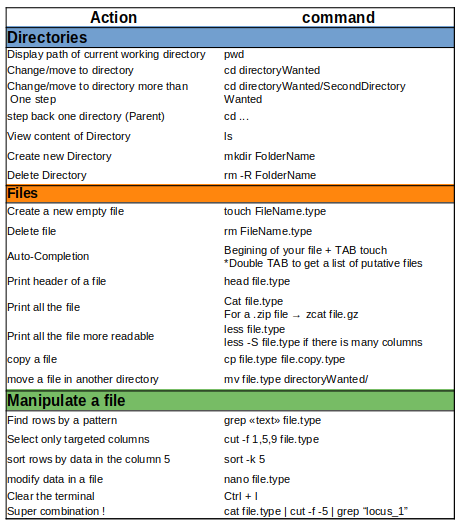 Action command
Directories
Display path of current working directory pwd
Change/move to directory cd directoryWanted
Change/move to directory more than cd directoryWanted/SecondDirectory
One step Wanted
step back one directory (Parent) cd ...
View content of Directory ls
Create new Directory mkdir FolderName
Delete Directory rm -R FolderName
Files
Create a new empty file touch FileName.type
Delete file rm FileName.type
Auto-Completion Begining of your file + TAB touch
*Double TAB to get a list of putative files
Print header of a file head file.type
Print all the file Cat file.type
For a .zip file → zcat file.gz
Print all the file more readable less file.type
less -S file.type if there is many columns
copy a file cp file.type file.copy.type
move a file in another directory mv file.type directoryWanted/
Manipulate a file
Find rows by a pattern grep «text» file.type
Select only targeted columns cut -f 1,5,9 file.type
sort rows by data in the column 5 sort -k 5
modify data in a file nano file.type
Clear the terminal Ctrl + l
Super combination ! cat file.type | cut -f -5 | grep “locus_1”